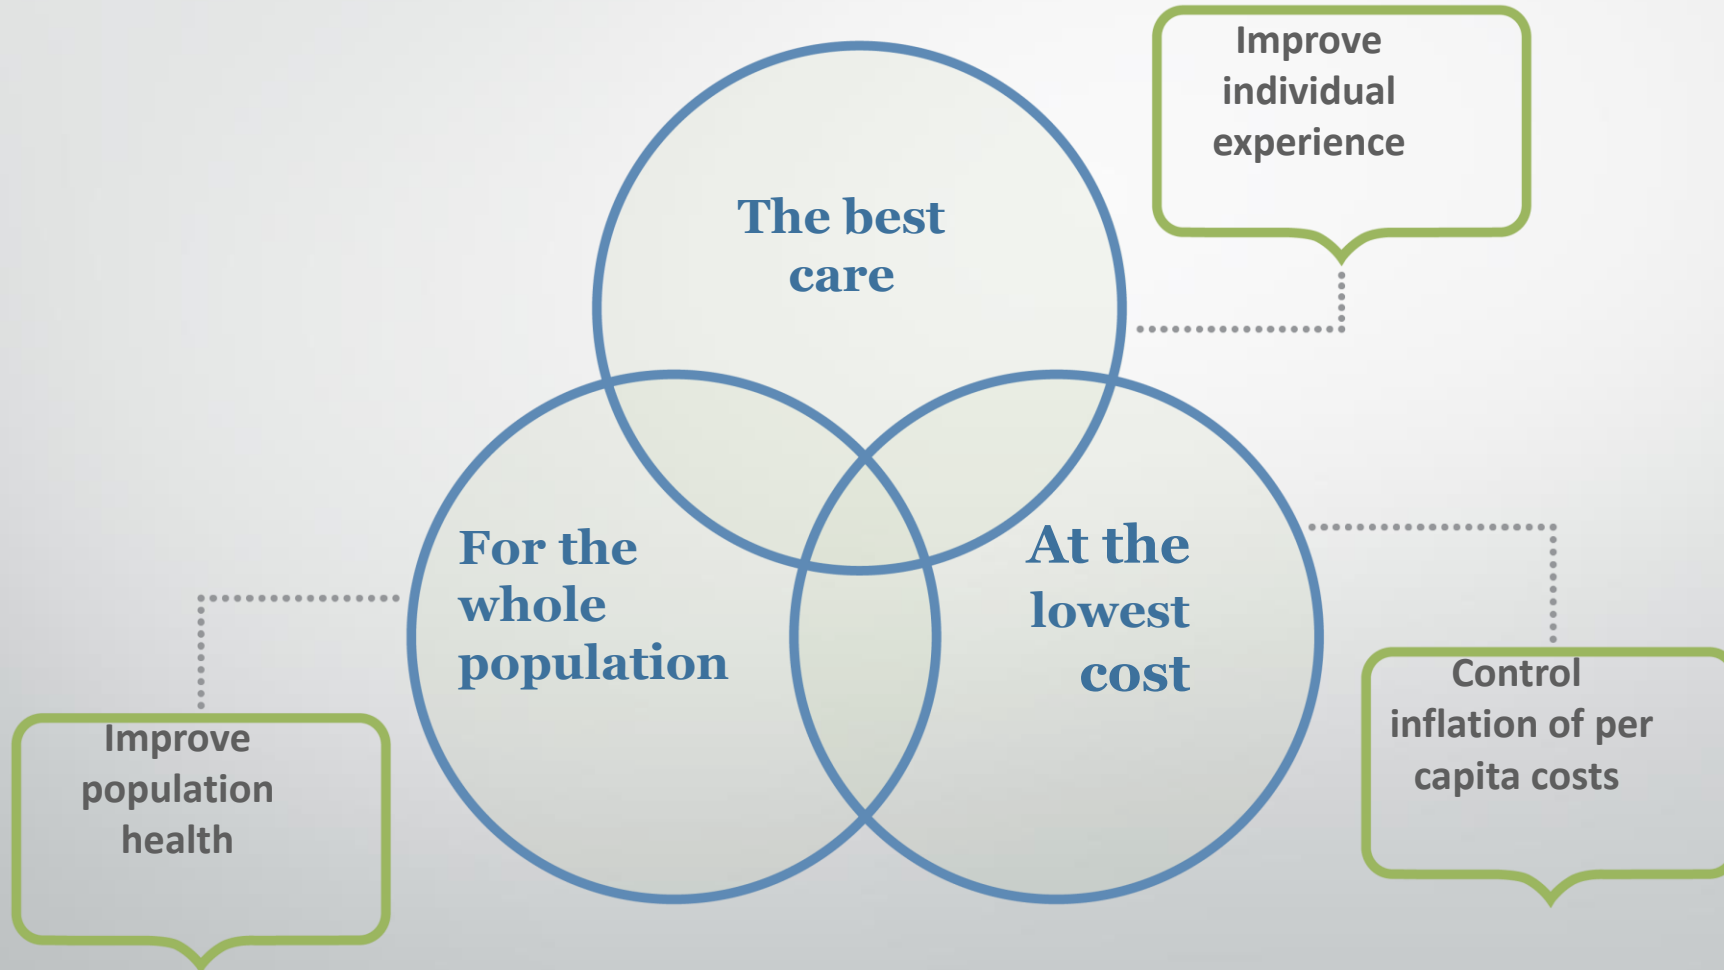 Improve
individual
experience
The best
care
For the
whole
population
At the
lowest
cost
Improve
population
health
Control
inflation of per
capita costs